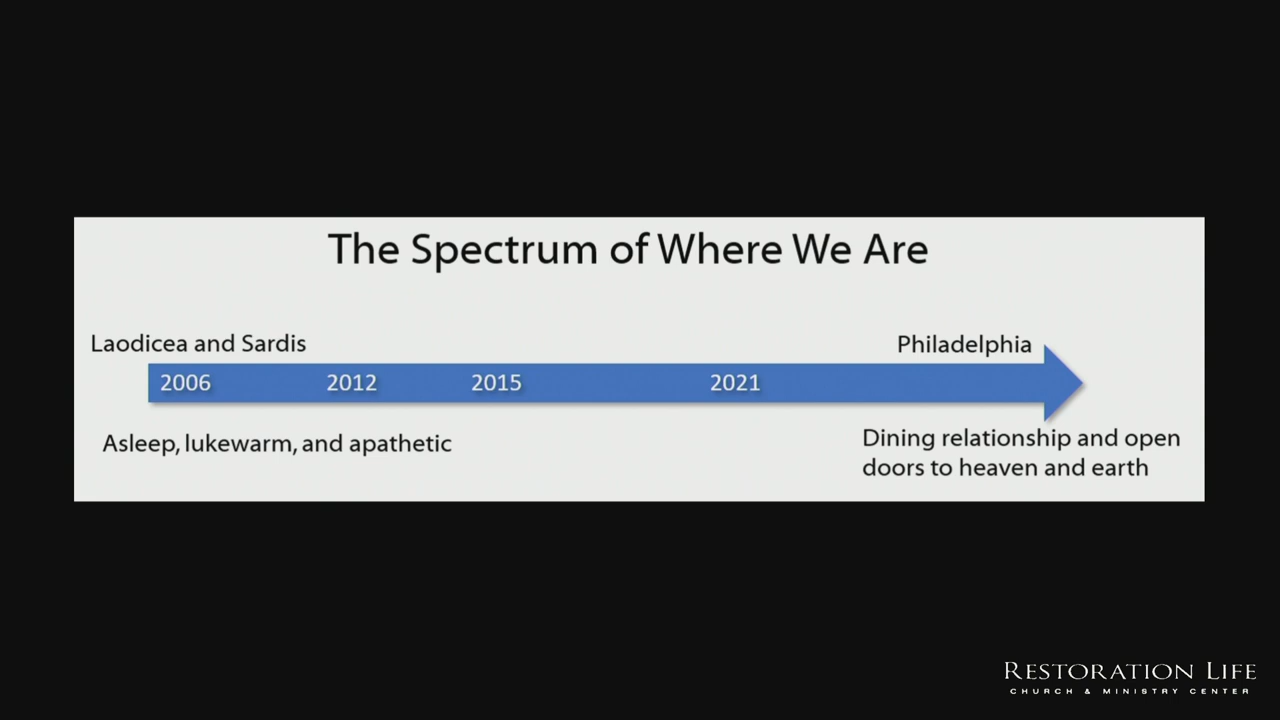 The Spectrum of Where We Are
Laodicea and Sardis
Philadelphia
2006 2012 2015 2021
Asleep, lukewarm, and apathetic
Dining relationship and open
doors to heaven and earth
RESTORATION LIFE
CHURCH & MINISTRY CENTER